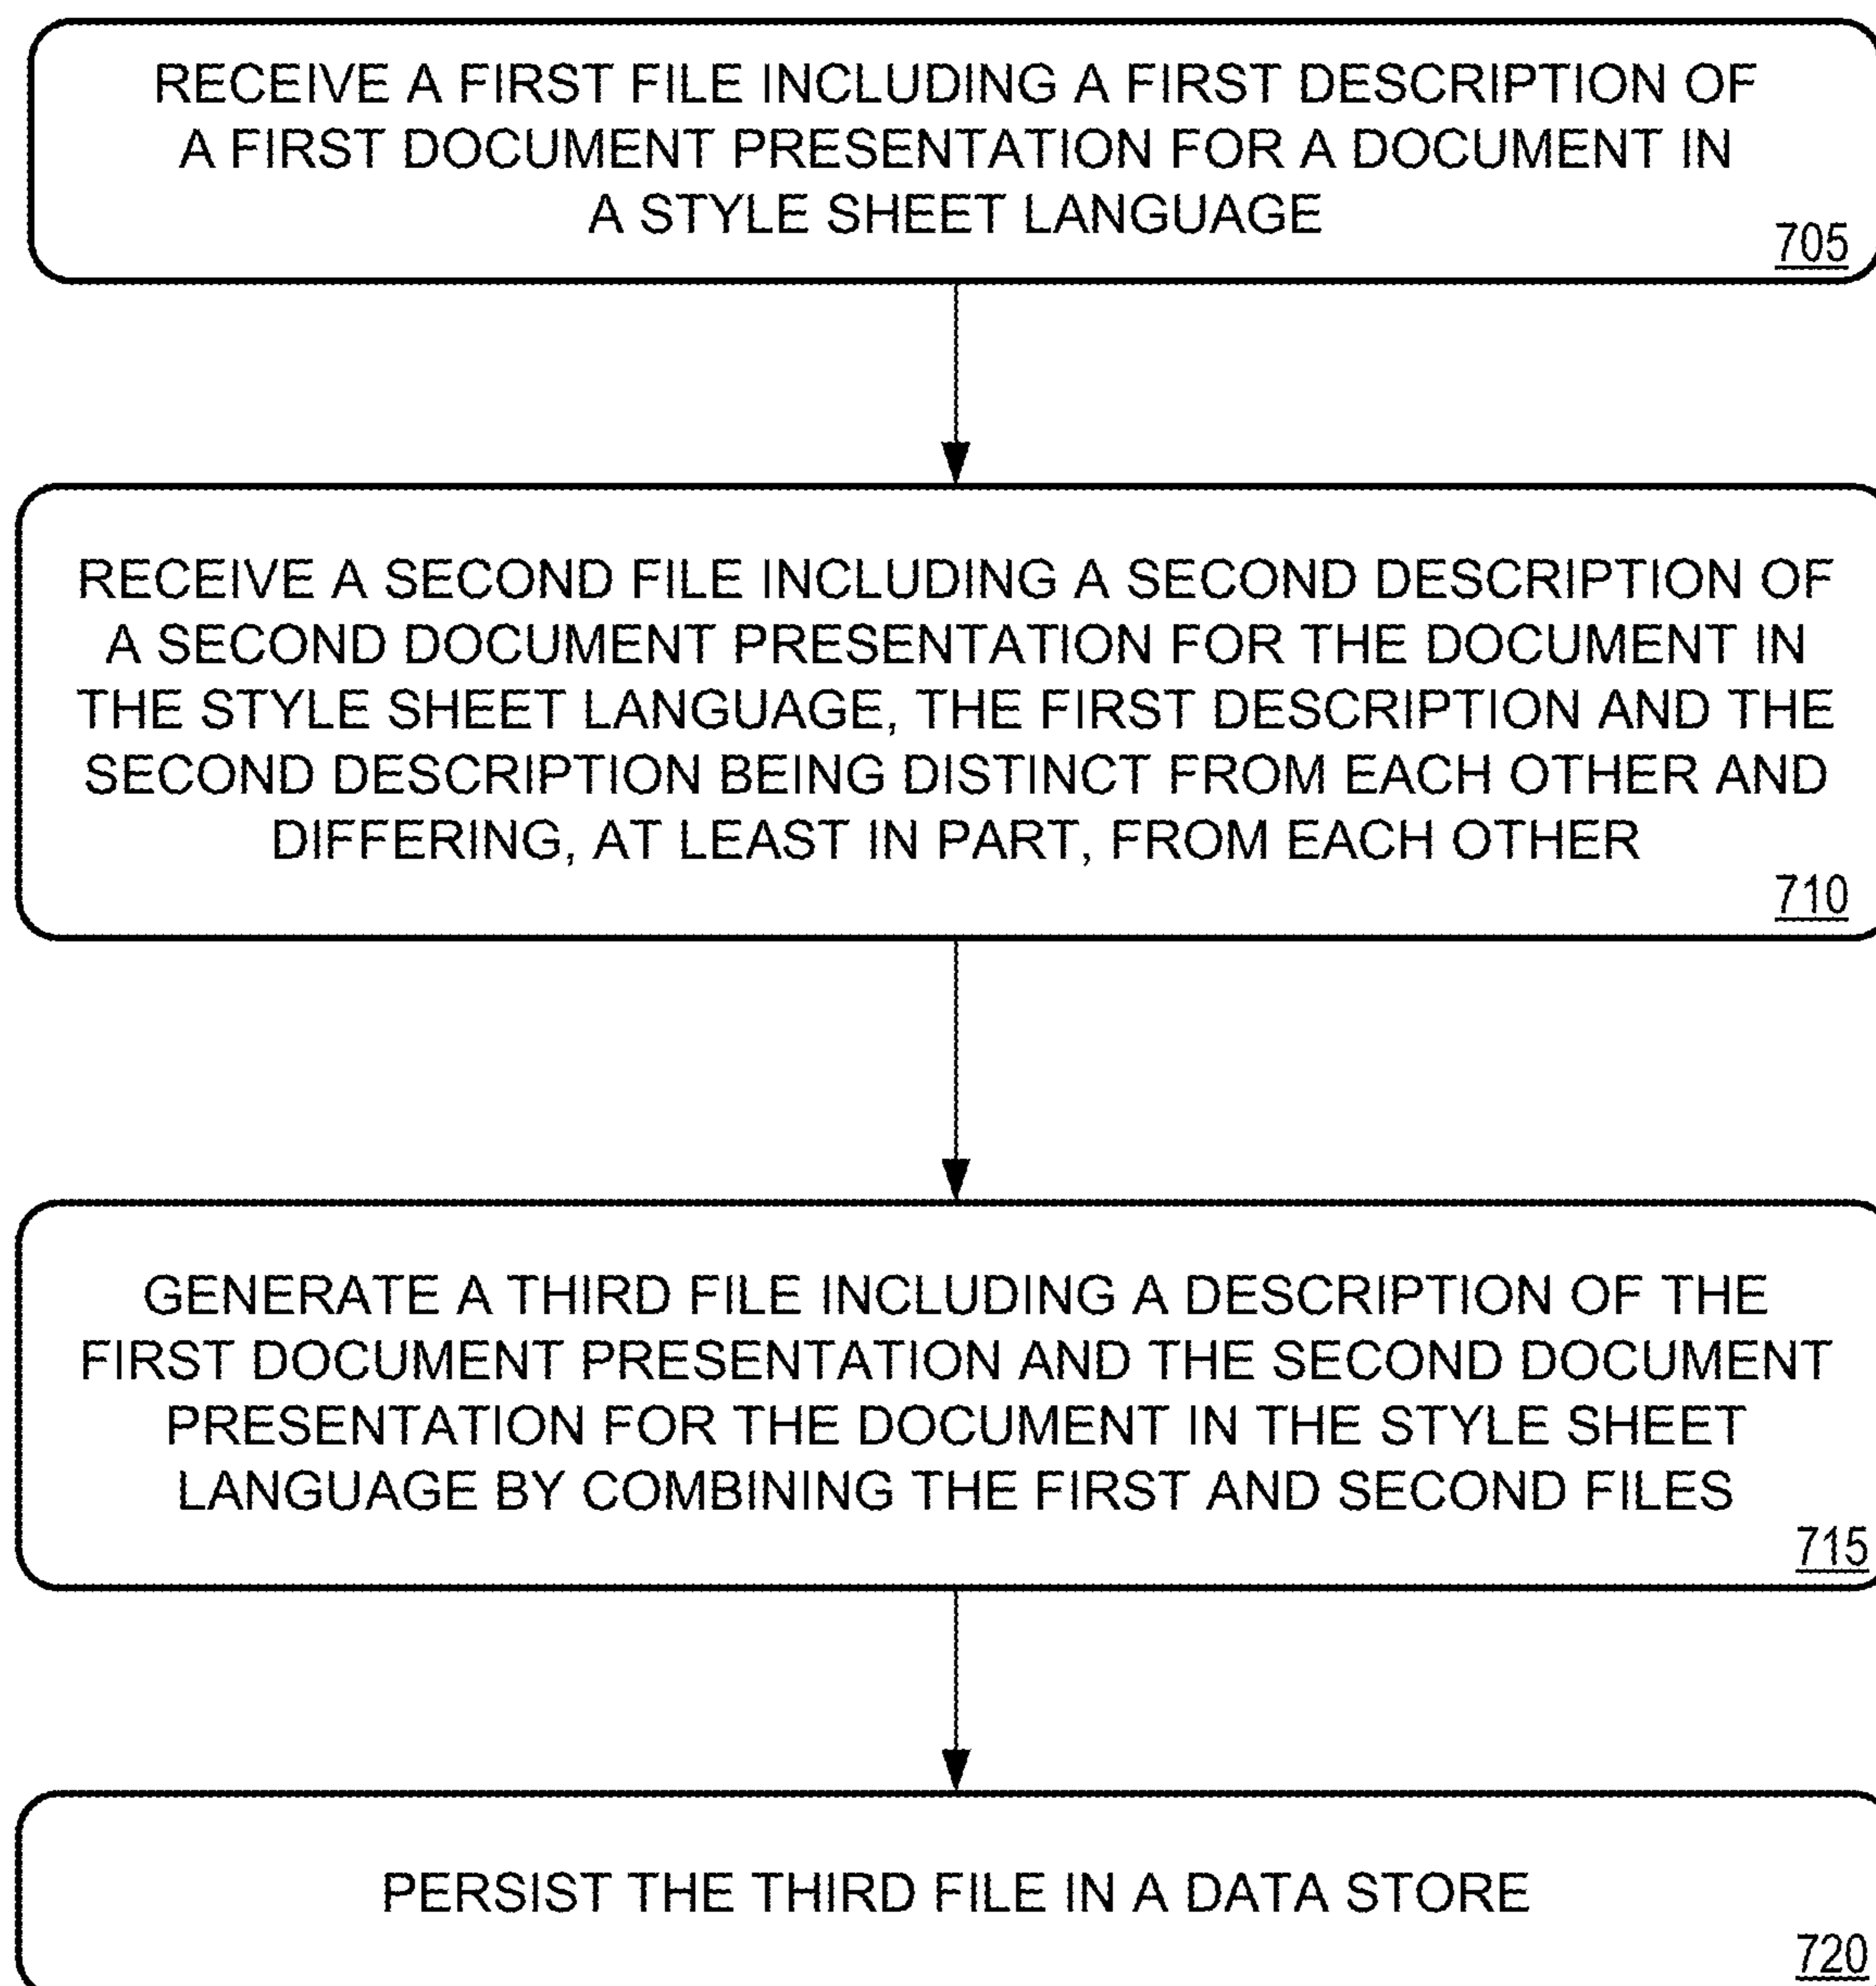 RECEIVE A FIRST FILE INCLUDING A FIRST DESCRIPTION OF
A FIRST DOCUMENT PRESENTATION FOR A DOCUMENT IN
A STYLE SHEET LANGUAGE
705
RECEIVE A SECOND FILE INCLUDING A SECOND DESCRIPTION OF
A SECOND DOCUMENT PRESENTATION FOR THE DOCUMENT IN
THE STYLE SHEET LANGUAGE, THE FIRST DESCRIPTION AND THE
SECOND DESCRIPTION BEING DISTINCT FROM EACH OTHER AND
DIFFERING, AT LEAST IN PART, FROM EACH OTHER
710
GENERATE A THIRD FILE INCLUDING A DESCRIPTION OF THE
FIRST DOCUMENT PRESENTATION AND THE SECOND DOCUMENT
PRESENTATION FOR THE DOCUMENT IN THE STYLE SHEET
LANGUAGE BY COMBINING THE FIRST AND SECOND FILES
715
PERSIST THE THIRD FILE IN A DATA STORE
720